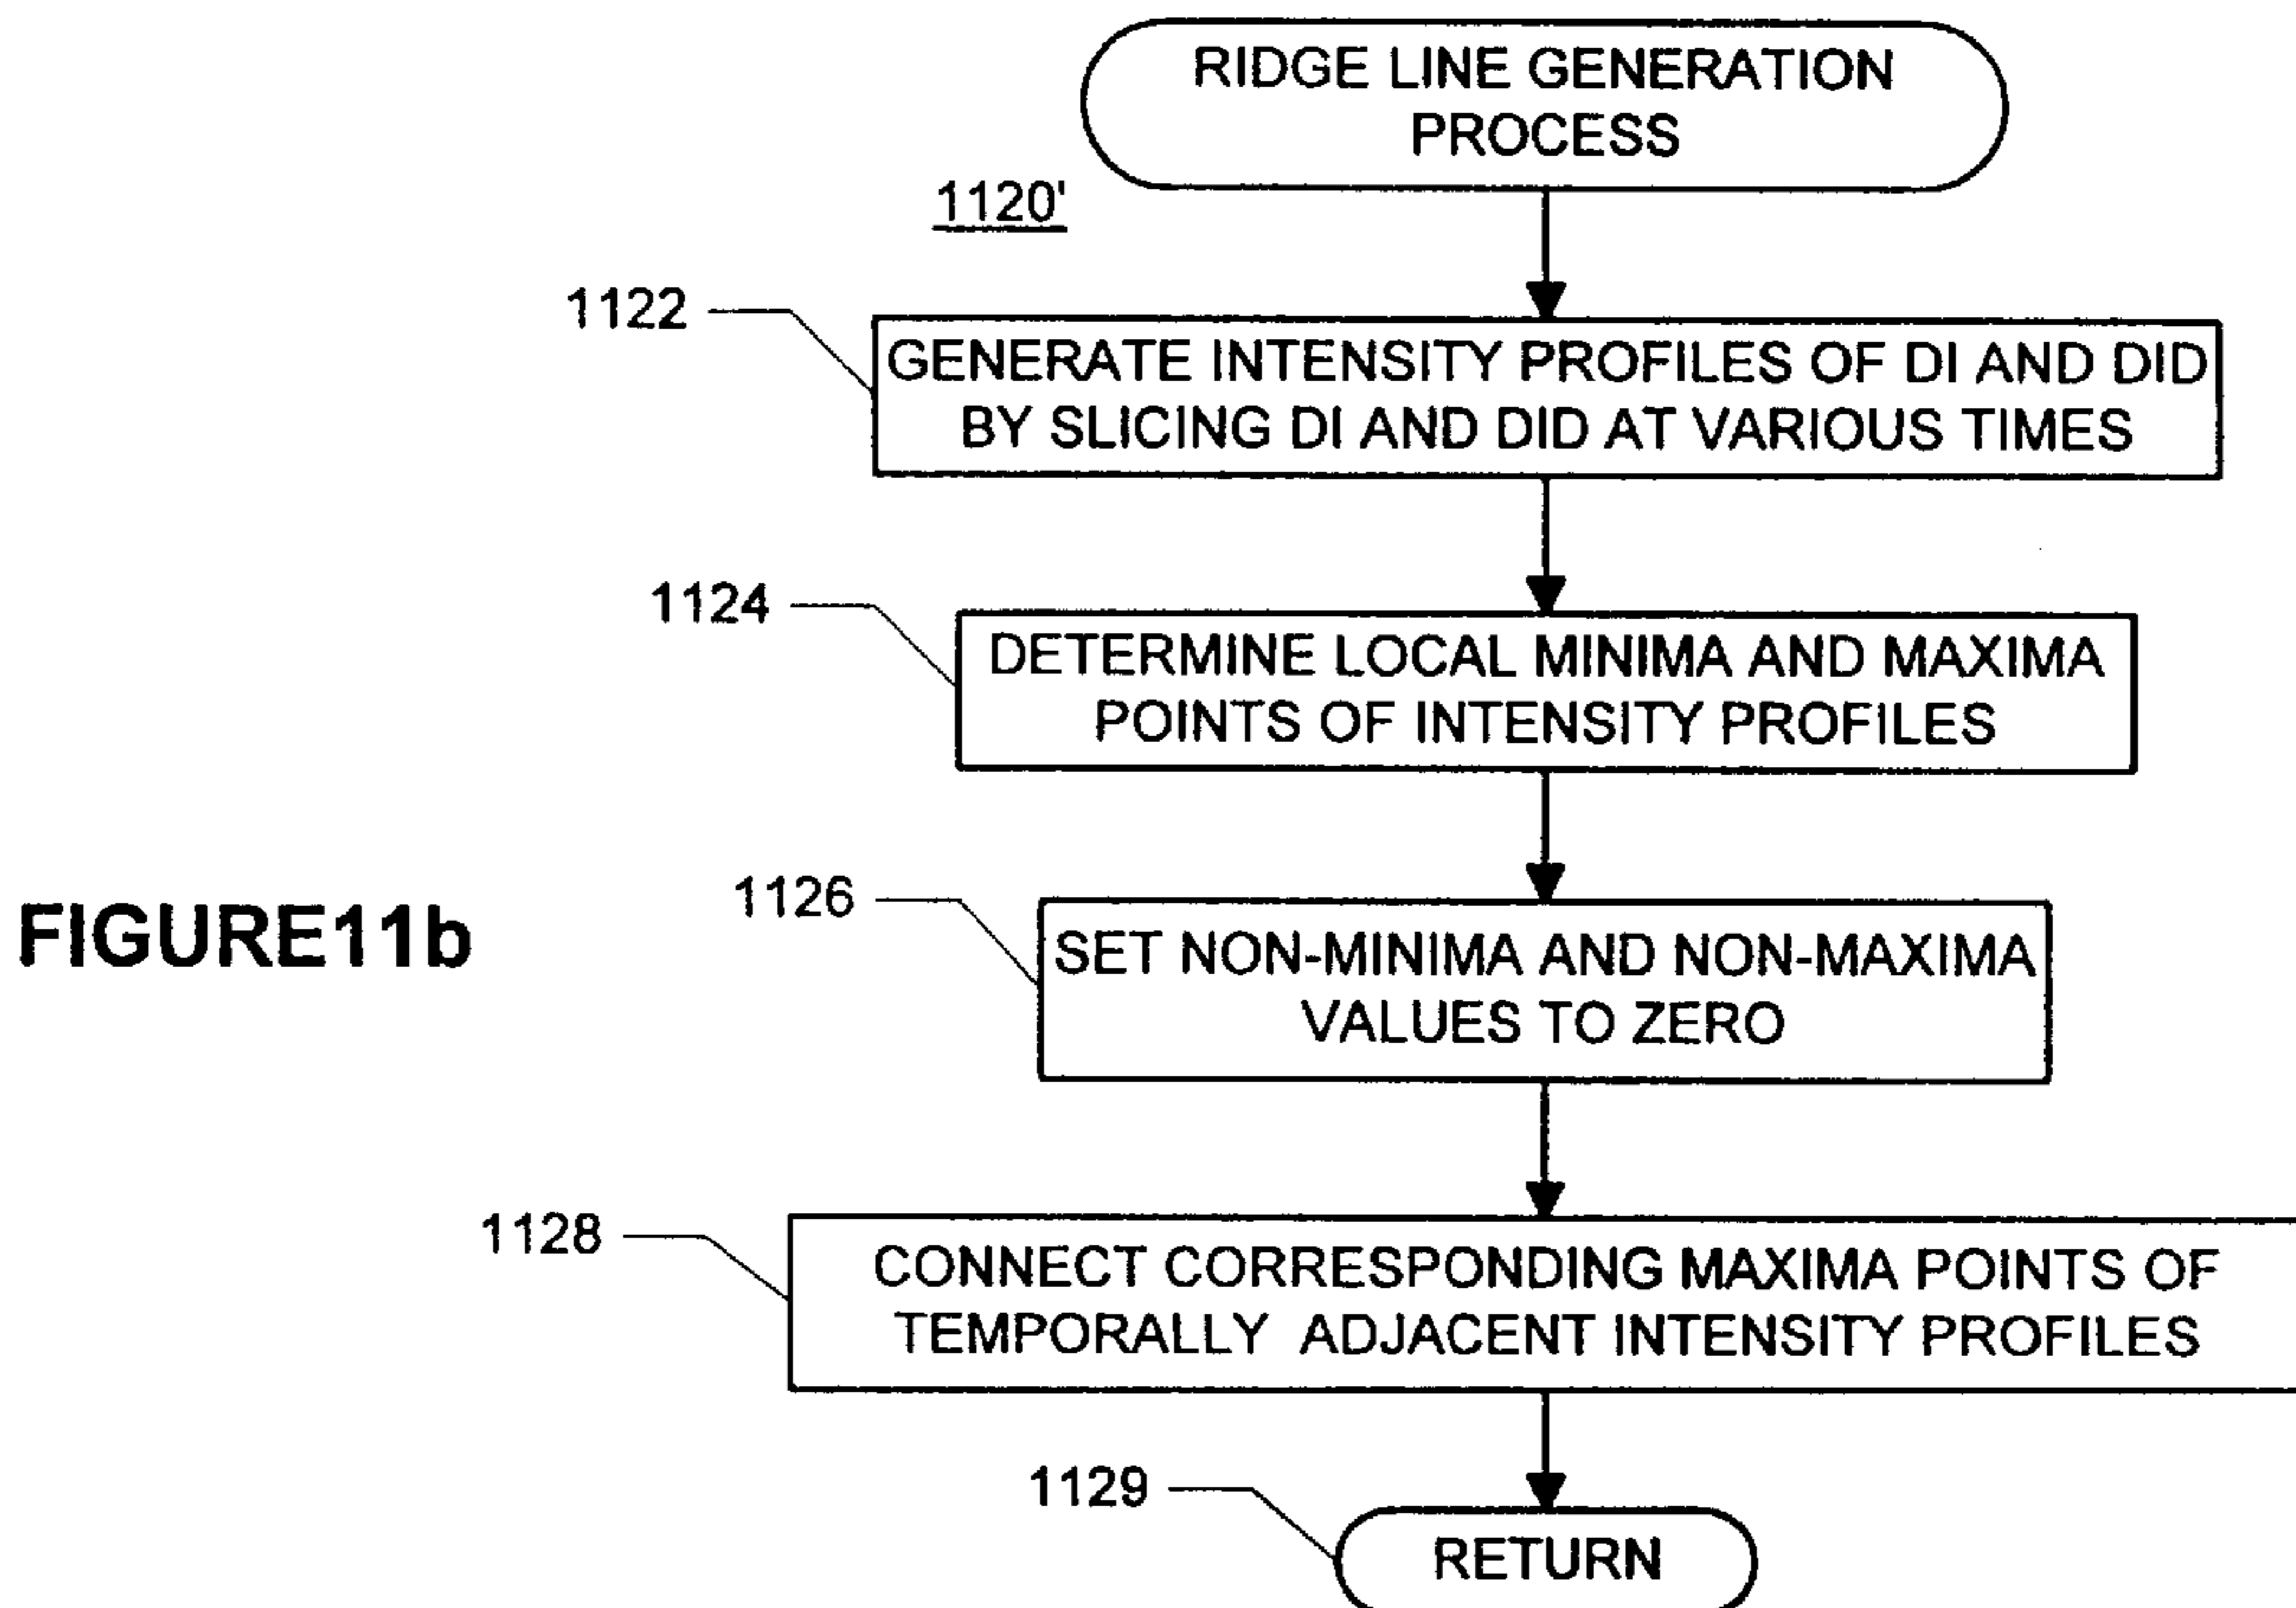 RIDGE LINE GENERATION
PROCESS
1120'
1122
GENERATE INTENSITY PROFILES OF DI AND DID
BY SLICING DI AND DID AT VARIOUS TIMES
1124
DETERMINE LOCAL MINIMA AND MAXIMA
POINTS OF INTENSITY PROFILES
1126
SET NON-MINIMA AND NON-MAXIMA
VALUES TO ZERO
FIGURE11b
1128
CONNECT CORRESPONDING MAXIMA POINTS OF
TEMPORALLY ADJACENT INTENSITY PROFILES
1129
RETURN